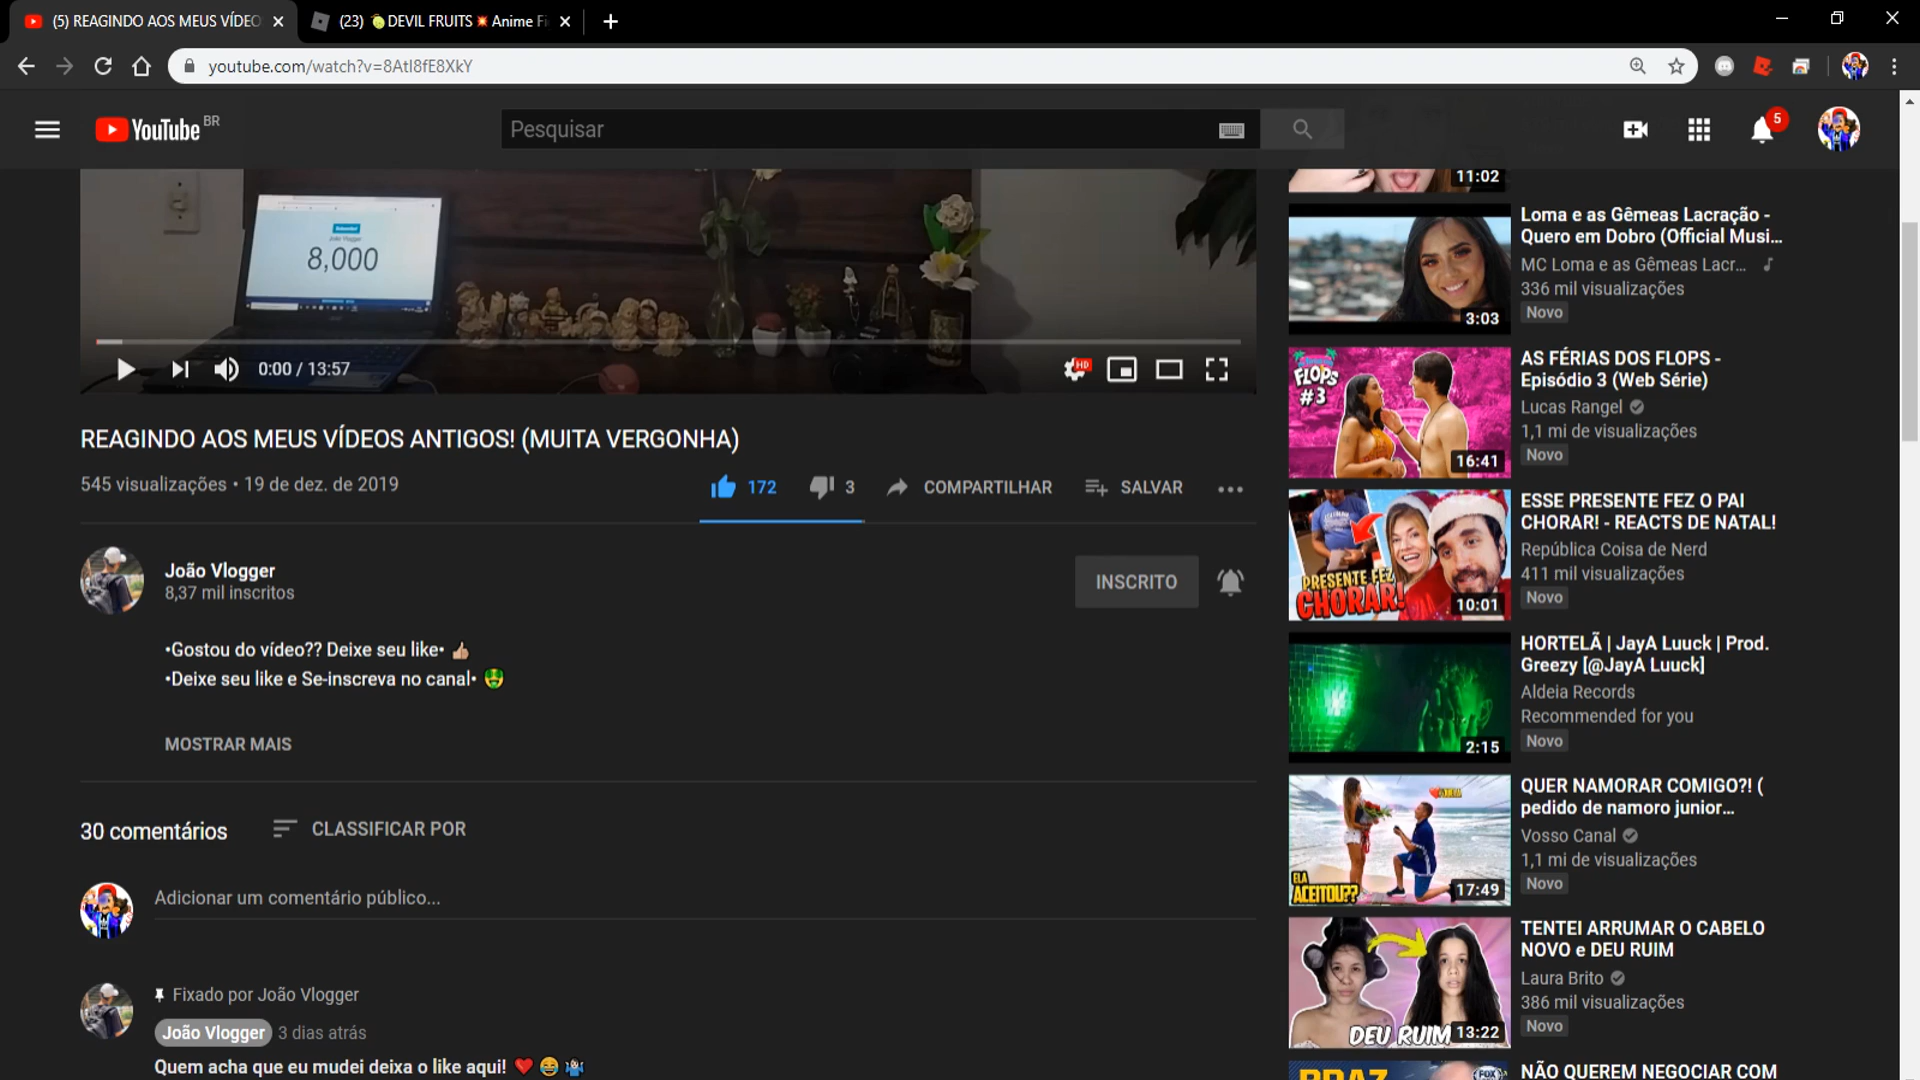 (5) REAGINDO AOS MEUS VÍDEO
(23) DEVIL FRUITS Anime Fi
youtube.com/watch?v=8AtI8fE8XkY
YouTube BR
Pesquisar
5
8,000
0:00 / 13:57
HD
REAGINDO AOS MEUS VÍDEOS ANTIGOS! (MUITA VERGONHA)
545 visualizações • 19 de dez. de 2019
172
3
COMPARTILHAR
SALVAR
João Vlogger
8,37 mil inscritos
INSCRITO
•Gostou do vídeo?? Deixe seu like• 👍🏼
•Deixe seu like e Se-inscreva no canal•
MOSTRAR MAIS
30 comentários
CLASSIFICAR POR
Adicionar um comentário público...
Fixado por João Vlogger
João Vlogger 3 dias atrás
Quem acha que eu mudei deixa o like aqui! ❤️😂🤷🏻‍♂️
11:02
3:03
Loma e as Gêmeas Lacração -
Quero em Dobro (Official Musi...
MC Loma e as Gêmeas Lacr...
336 mil visualizações
Novo
FLOPS
#3
16:41
AS FÉRIAS DOS FLOPS -
Episódio 3 (Web Série)
Lucas Rangel
1,1 mi de visualizações
Novo
PRESENTE FEZ
CHORAR!
10:01
ESSE PRESENTE FEZ O PAI
CHORAR! - REACTS DE NATAL!
República Coisa de Nerd
411 mil visualizações
Novo
2:15
HORTELÃ | JayA Luuck | Prod.
Greezy [@JayA Luuck]
Aldeia Records
Recommended for you
Novo
ELA
ACEITOU??
17:49
QUER NAMORAR COMIGO?! (
pedido de namoro junior...
Vosso Canal
1,1 mi de visualizações
Novo
DEU RUIM
13:22
TENTEI ARRUMAR O CABELO
NOVO e DEU RUIM
Laura Brito
386 mil visualizações
Novo
FOX
NÃO QUEREM NEGOCIAR COM